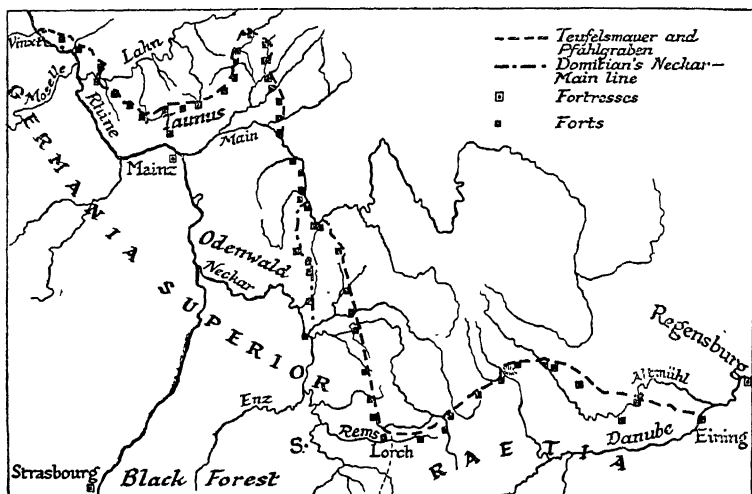 Teufelsmauer and
Pfahlgraben
Domitian's Neckar—
Main line
Fortresses
Forts
Vinxt
Lahn
Moselle
Rhine
Taunus
Main
Mainz
GERMANIA SUPERIOR
Odenwald
Neckar
Regensburg
Altmühl
Enz
Rems
Lorch
Danube
Eining
S.
RAETIA
Strasbourg
Black Forest